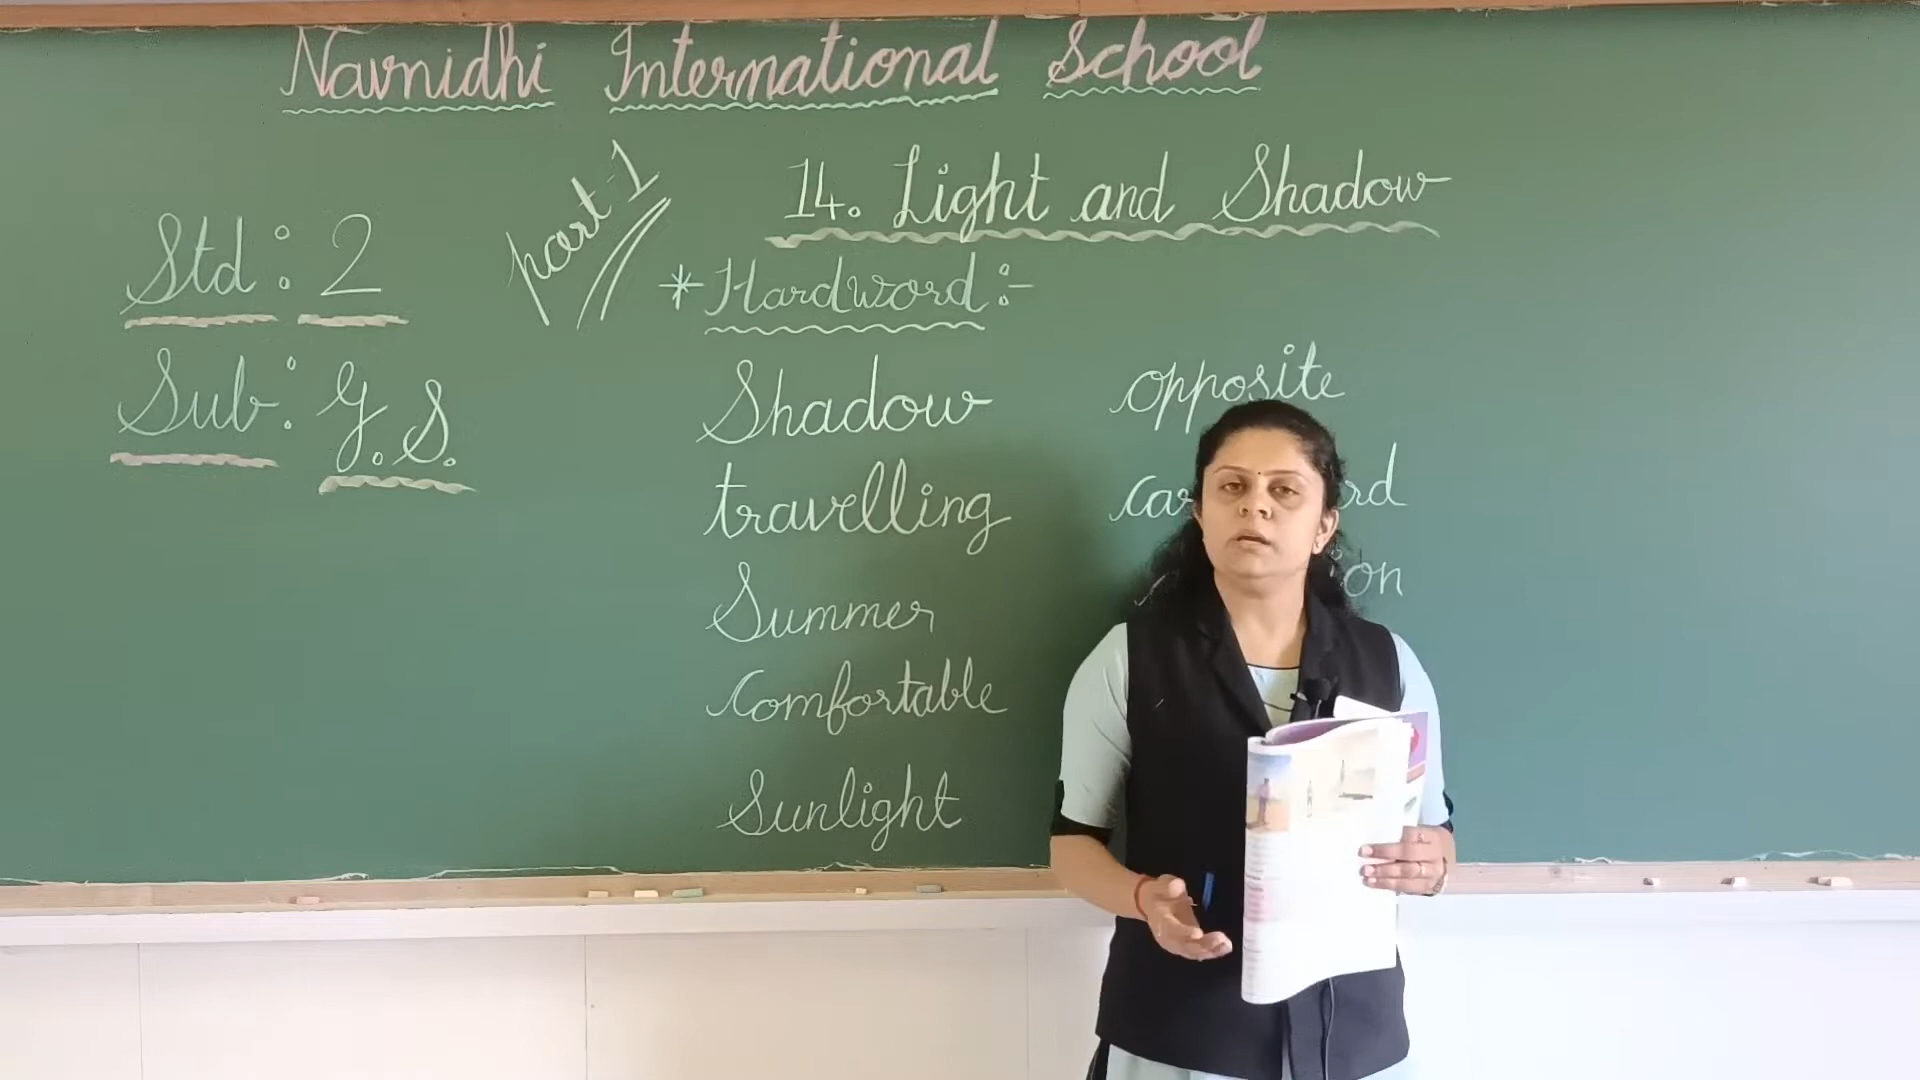 Navnidhi International School
part-1
14. Light and Shadow
Std: 2
Sub: G.S.
*Hardword:-
Shadow
travelling
Summer
Comfortable
Sunlight
opposite